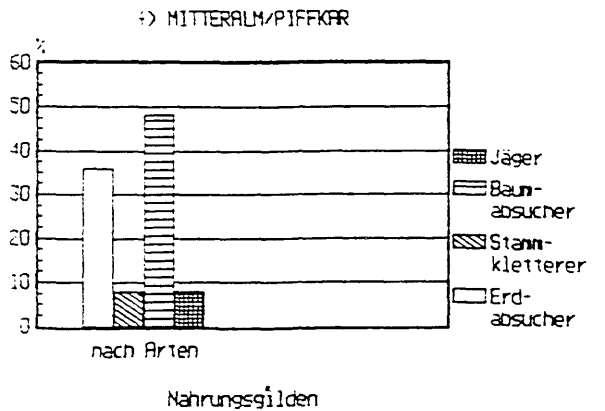 MITTERALM/PIFFKAR
%
60
50
40
30
20
10
0
Jäger
Baum-
absucher
Stamm-
kletterer
Erd-
absucher
nach Arten
Nahrungsgilden